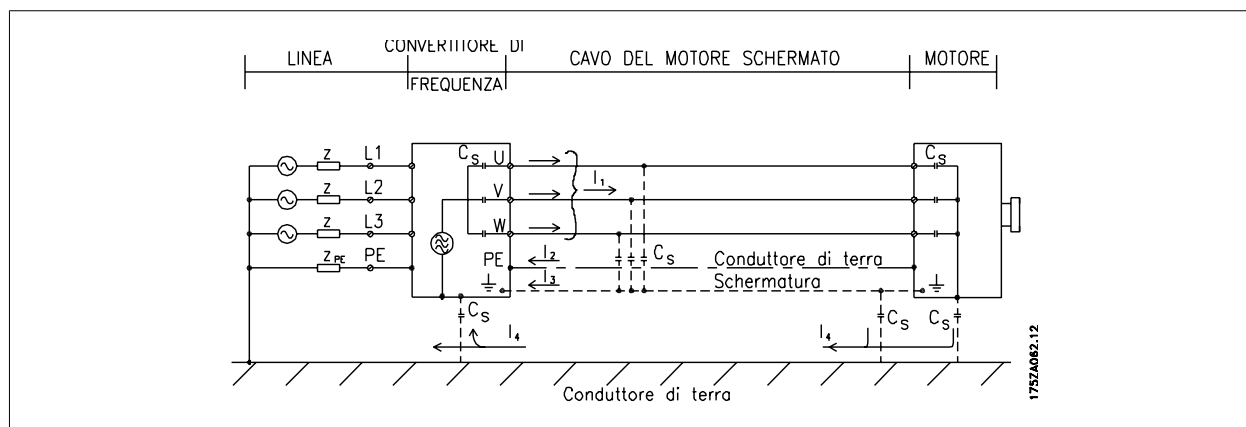 CONVERTITORE DI
LINEA
CAVO DEL MOTORE SCHERMATO
MOTORE
FREQUENZA
Z L1
CS U
CS
I1
Z L2
V
Z L3
W
ZPE PE
PE
I2
CS
Conduttore di terra
I3
Schermatura
CS
CS
CS
I4
I4
Conduttore di terra
175ZA062.12